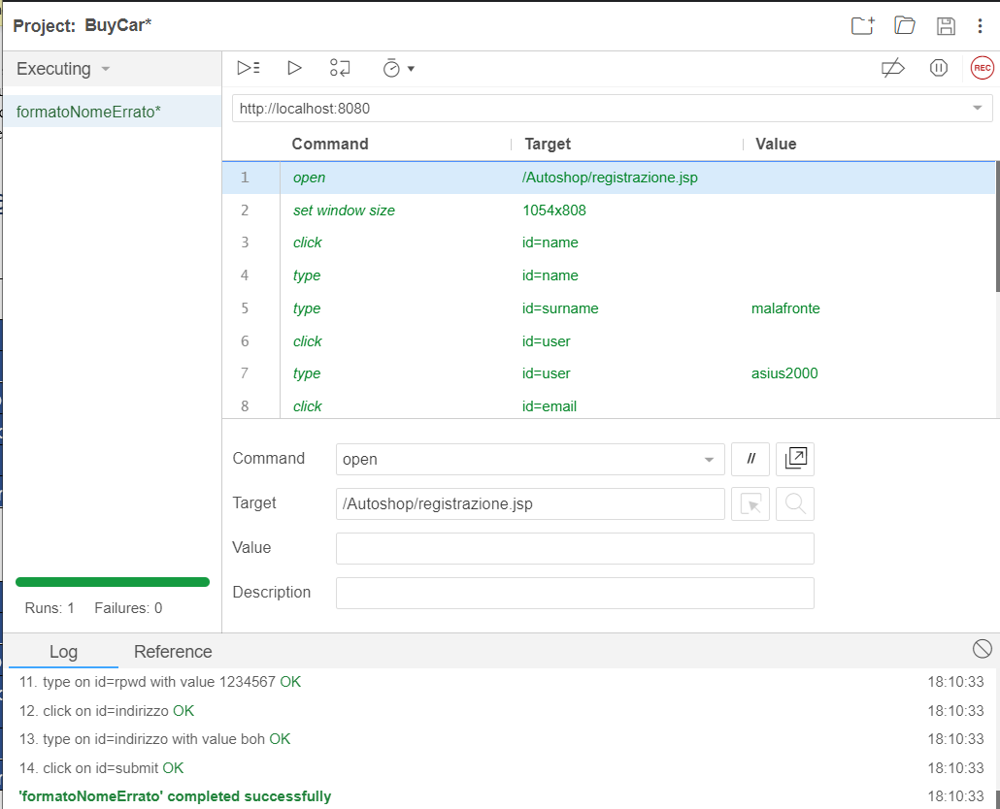 Project: BuyCar*
Executing
REC
formatoNomeErrato*
http://localhost:8080
Command Target Value
1 open /Autoshop/registrazione.jsp
2 set window size 1054x808
3 click id=name
4 type id=name
5 type id=surname malafronte
6 click id=user
7 type id=user asius2000
8 click id=email
Command open //
Target /Autoshop/registrazione.jsp
Value
Description
Runs: 1 Failures: 0
Log Reference
11. type on id=rpwd with value 1234567 OK 18:10:33
12. click on id=indirizzo OK 18:10:33
13. type on id=indirizzo with value boh OK 18:10:33
14. click on id=submit OK 18:10:33
'formatoNomeErrato' completed successfully 18:10:33